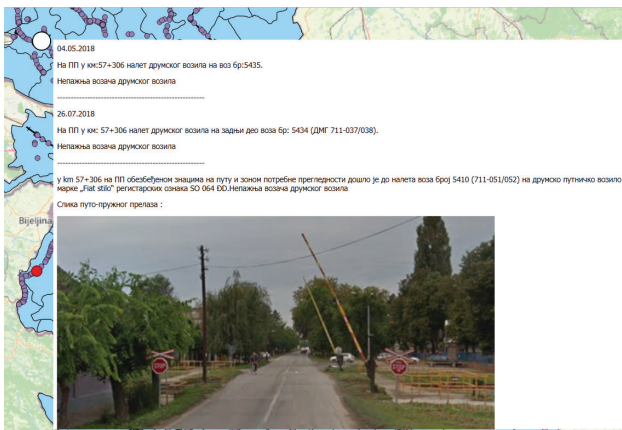 04.05.2018
На ПП у км:57+306 налет друмског возила на воз бр:5435.
Непажња возача друмског возила
------------------------------------------------------
26.07.2018
На ПП у км: 57+306 налет друмског возила на задњи део воза бр: 5434 (ДМГ 711-037/038).
Непажња возача друмског возила
------------------------------------------------------
у km 57+306 на ПП обезбеђеном знацима на путу и зоном потребне прегледности дошло је до налета воза број 5410 (711-051/052) на друмско путничко возило
марке „Fiat stilo“ регистарских ознака SO 064 ĐD.Непажња возача друмског возила
Слика путо-пружног прелаза :
Bijeljina
STOP